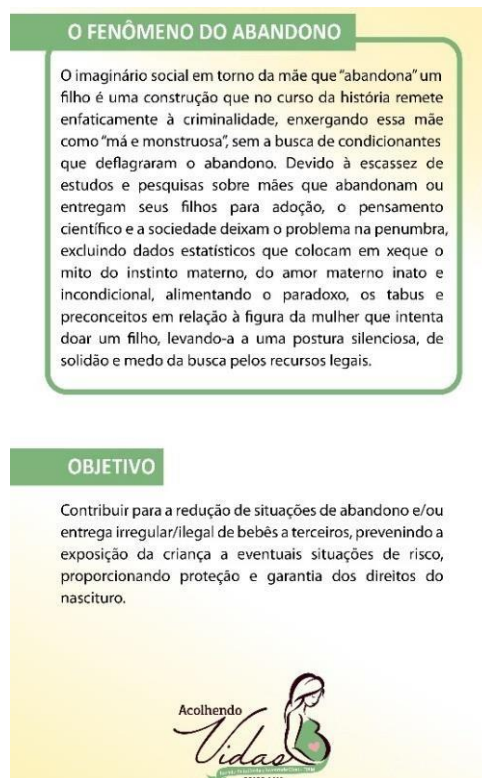 O FENÔMENO DO ABANDONO
O imaginário social em torno da mãe que “abandona” um
filho é uma construção que no curso da história remete
enfaticamente à criminalidade, enxergando essa mãe
como “má e monstruosa”, sem a busca de condicionantes
que deflagraram o abandono. Devido à escassez de
estudos e pesquisas sobre mães que abandonam ou
entregam seus filhos para adoção, o pensamento
científico e a sociedade deixam o problema na penumbra,
excluindo dados estatísticos que colocam em xeque o
mito do instinto materno, do amor materno inato e
incondicional, alimentando o paradoxo, os tabus e
preconceitos em relação à figura da mulher que intenta
doar um filho, levando-a a uma postura silenciosa, de
solidão e medo da busca pelos recursos legais.
OBJETIVO
Contribuir para a redução de situações de abandono e/ou
entrega irregular/ilegal de bebês a terceiros, prevenindo a
exposição da criança a eventuais situações de risco,
proporcionando proteção e garantia dos direitos do
nascituro.
Acolhendo
Vidas